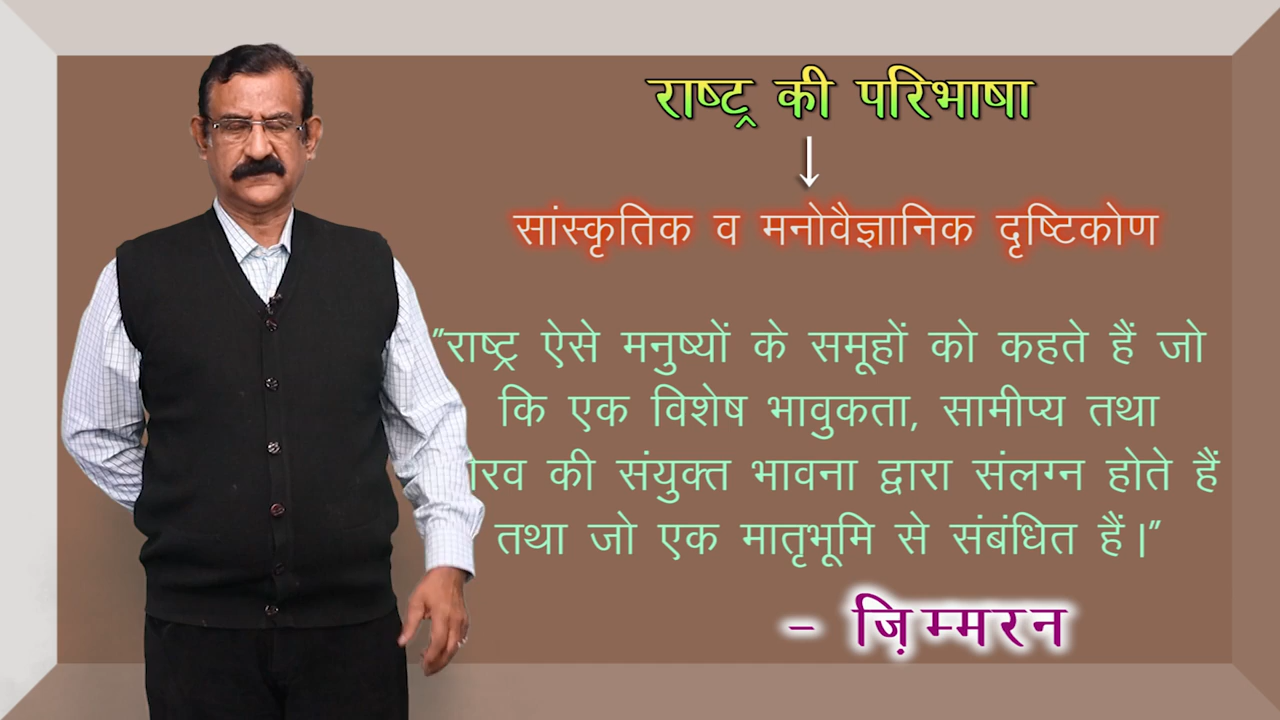 राष्ट्र की परिभाषा
सांस्कृतिक व मनोवैज्ञानिक दृष्टिकोण
"राष्ट्र ऐसे मनुष्यों के समूहों को कहते हैं जो
कि एक विशेष भावुकता, सामीप्य तथा
की संयुक्त भावना द्वारा संलग्न होते हैं
तथा जो एक मातृभूमि से संबंधित हैं।"
– ज़िम्मरन